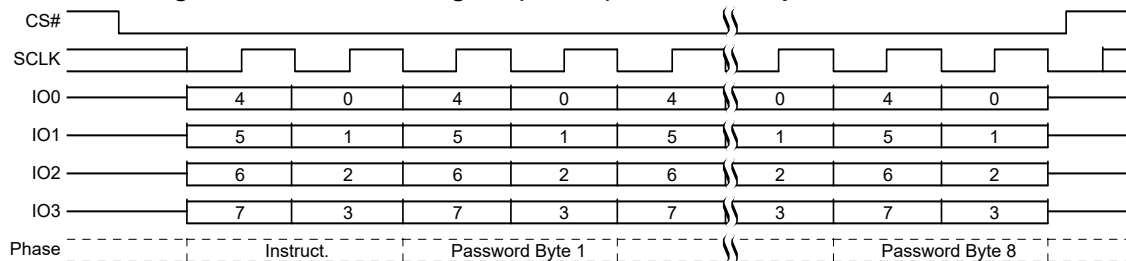 CS#
SCLK
IO0 4 0 4 0 4 0 4 0
IO1 5 1 5 1 5 1 5 1
IO2 6 2 6 2 6 2 6 2
IO3 7 3 7 3 7 3 7 3
Phase Instruct. Password Byte 1 Password Byte 8